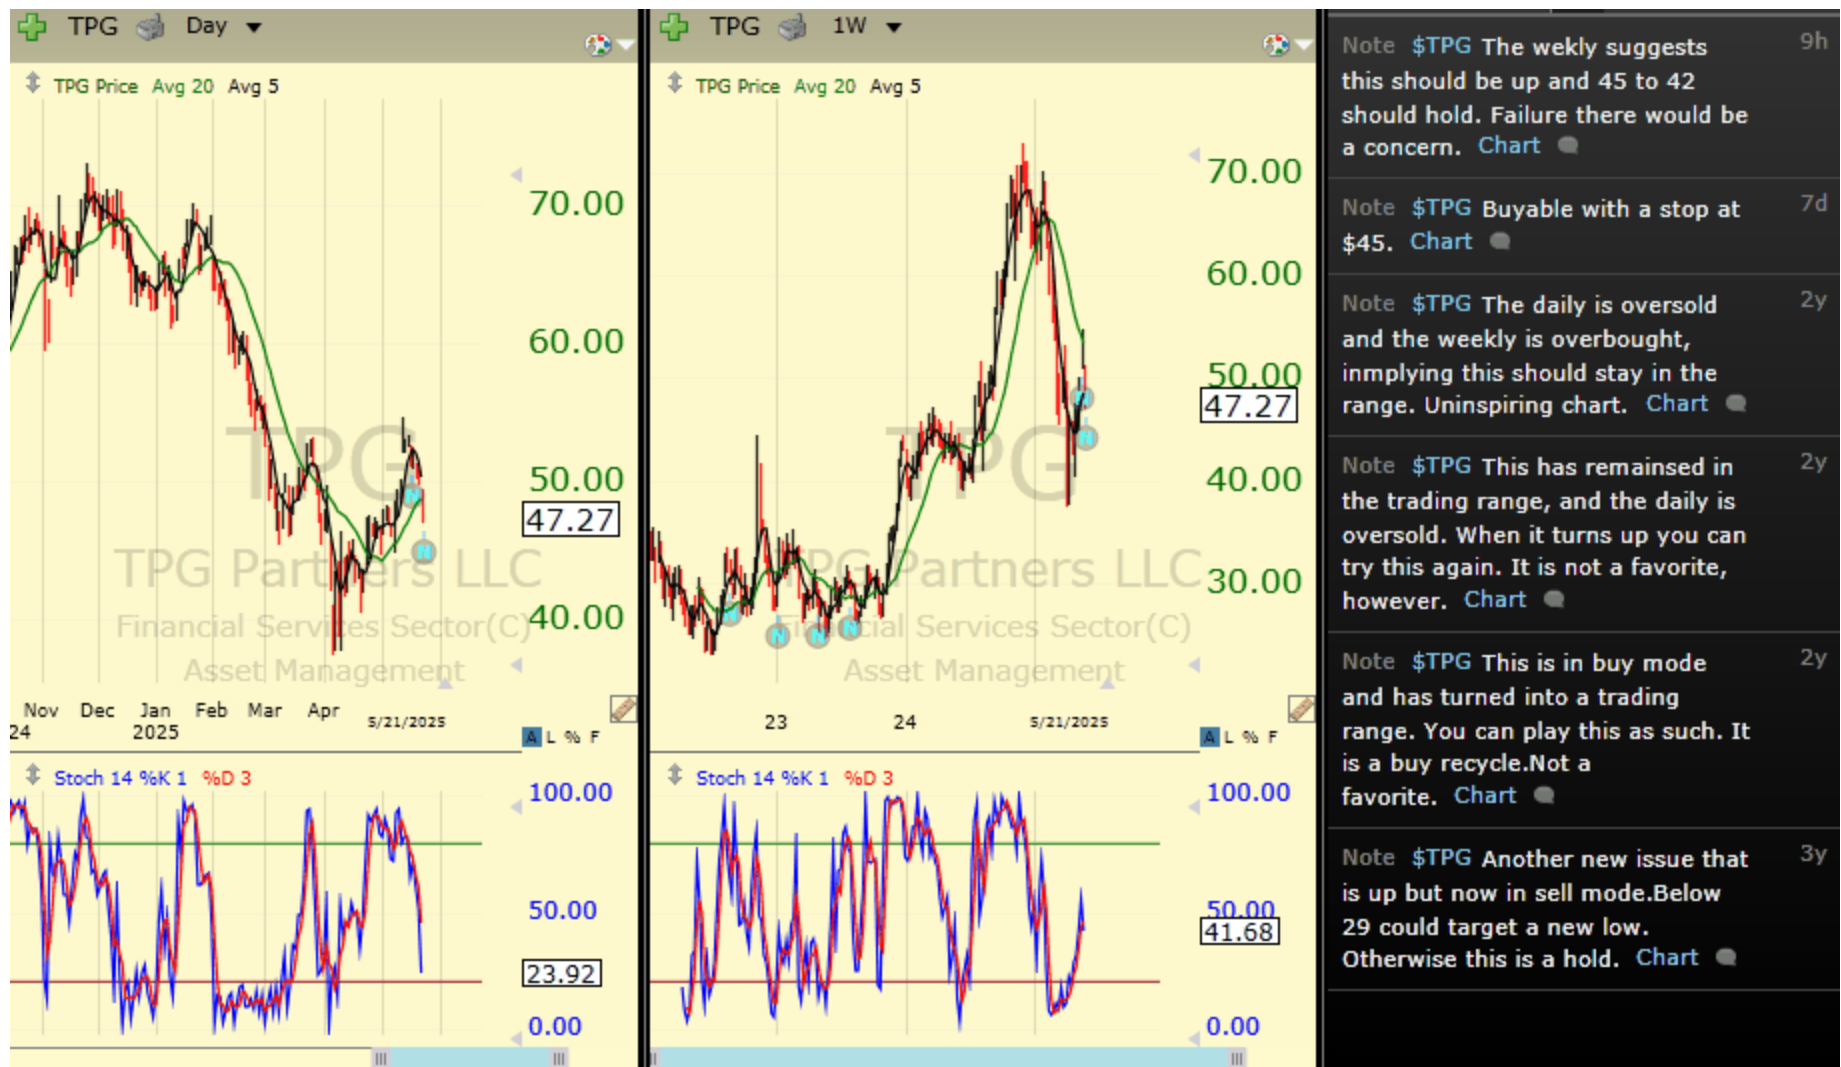 TPG Day
TPG Price Avg 20 Avg 5
70.00
60.00
50.00
47.27
40.00
TPG
TPG Partners LLC
Financial Services Sector(C)
Asset Management
Nov Dec Jan Feb Mar Apr 5/21/2025
24 2025
A L % F
Stoch 14 %K 1 %D 3
100.00
50.00
23.92
0.00
N
N
TPG 1W
TPG Price Avg 20 Avg 5
70.00
60.00
50.00
47.27
40.00
30.00
TPG
TPG Partners LLC
Financial Services Sector(C)
Asset Management
N
N
N
N
N
N
23 24 5/21/2025
A L % F
Stoch 14 %K 1 %D 3
100.00
50.00
41.68
0.00
Note $TPG The wekly suggests 9h
this should be up and 45 to 42
should hold. Failure there would be
a concern. Chart
Note $TPG Buyable with a stop at 7d
$45. Chart
Note $TPG The daily is oversold 2y
and the weekly is overbought,
inmplying this should stay in the
range. Uninspiring chart. Chart
Note $TPG This has remainsed in 2y
the trading range, and the daily is
oversold. When it turns up you can
try this again. It is not a favorite,
however. Chart
Note $TPG This is in buy mode 2y
and has turned into a trading
range. You can play this as such. It
is a buy recycle.Not a
favorite. Chart
Note $TPG Another new issue that 3y
is up but now in sell mode.Below
29 could target a new low.
Otherwise this is a hold. Chart